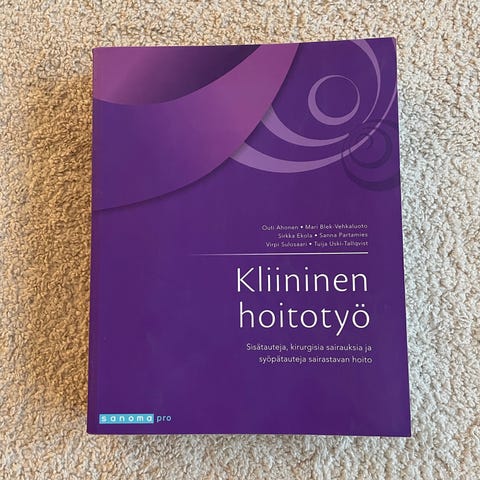 Outi Ahonen • Mari Blek-Vehkaluoto
Sirkka Ekola • Sanna Partamies
Virpi Sulosaari • Tuija Uski-Tallqvist
Kliininen
hoitotyö
Sisätauteja, kirurgisia sairauksia ja
syöpätauteja sairastavan hoito
sanoma pro